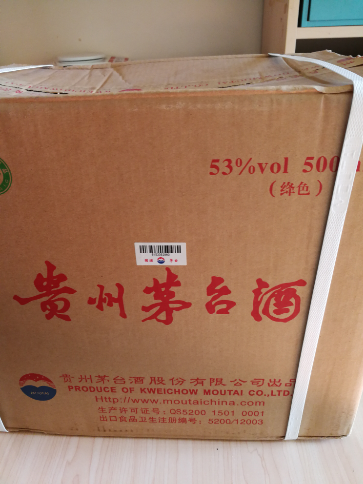 53%vol 500m
(绛色)
贵州茅台酒
贵州茅台酒股份有限公司出品
PRODUCE OF KWEICHOW MOUTAI CO.,LTD.
Http://www.moutaichina.com
生产许可证号: QS5200 1501 0001
出口食品卫生注册编号: 5200/12003